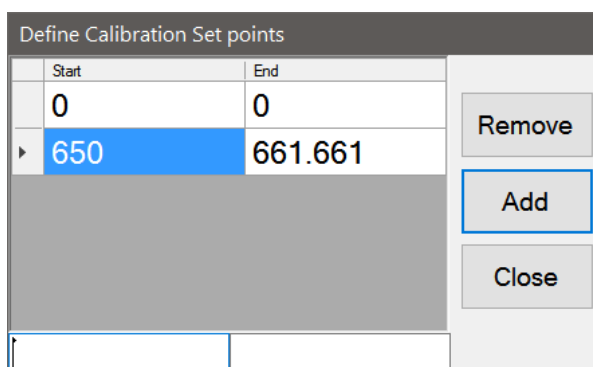 Define Calibration Set points
Start End
0 0
650 661.661
Remove
Add
Close